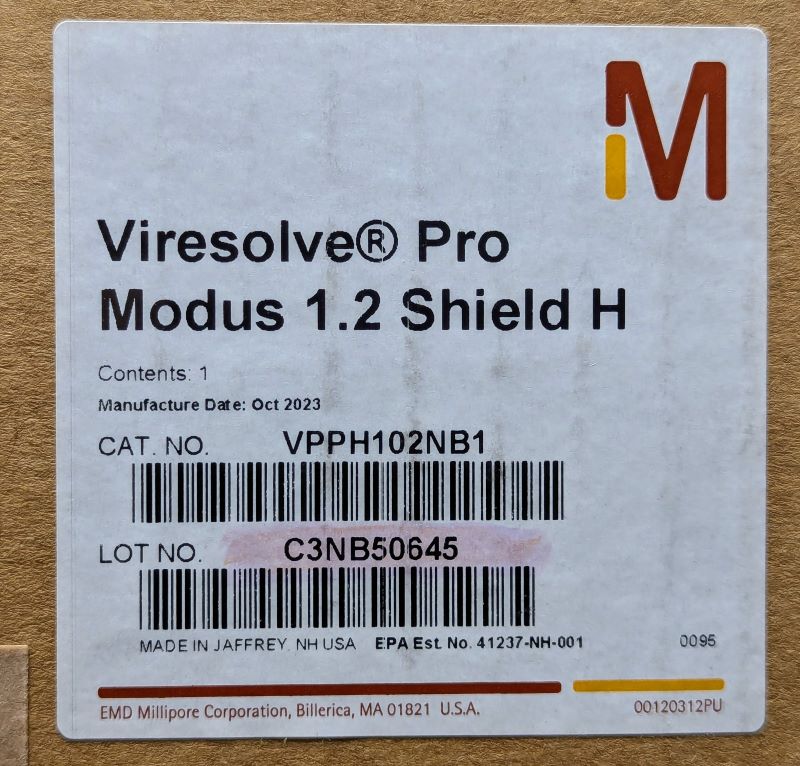 M
Viresolve® Pro
Modus 1.2 Shield H
Contents: 1
Manufacture Date: Oct 2023
CAT. NO. VPPH102NB1
LOT NO. C3NB50645
MADE IN JAFFREY, NH USA EPA Est. No. 41237-NH-001 0095
EMD Millipore Corporation, Billerica, MA 01821 U.S.A. 00120312PU